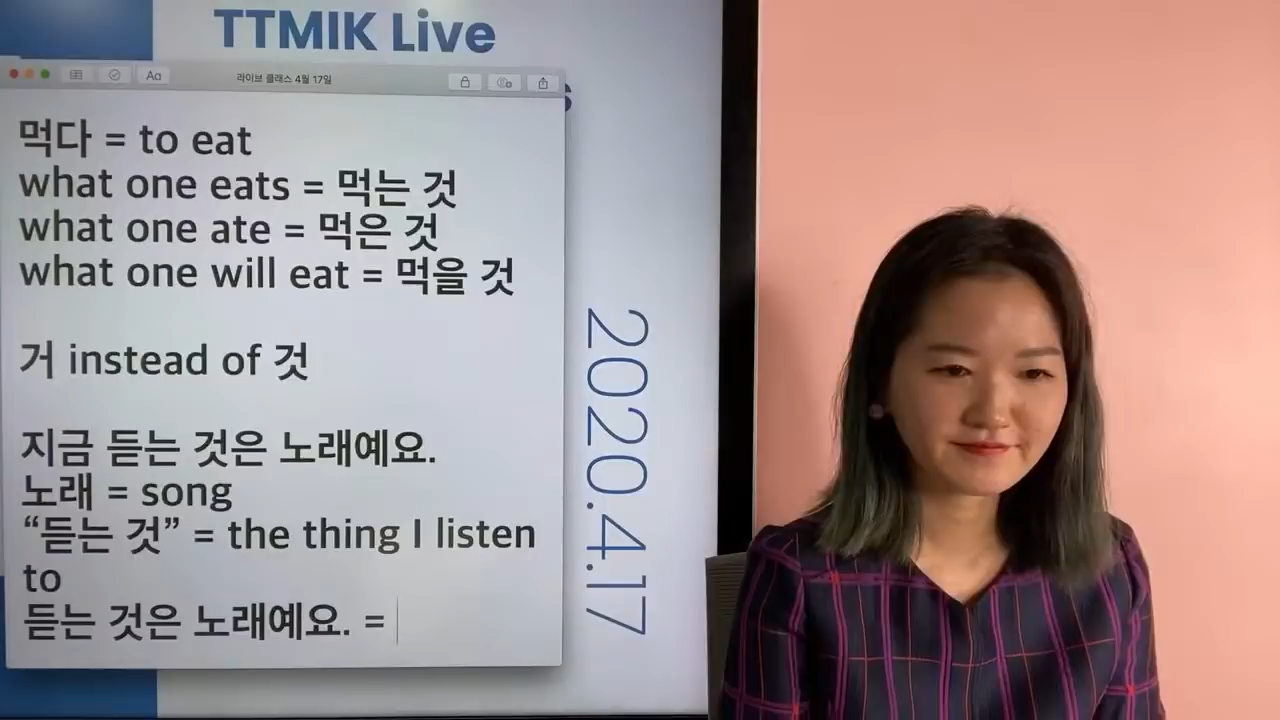 TTMIK Live
Aa
라이브 클래스 4월 17일
s
먹다 = to eat
what one eats = 먹는 것
what one ate = 먹은 것
what one will eat = 먹을 것
거 instead of 것
지금 듣는 것은 노래예요.
노래 = song
“듣는 것” = the thing I listen
to
듣는 것은 노래예요. =
2020.4.17